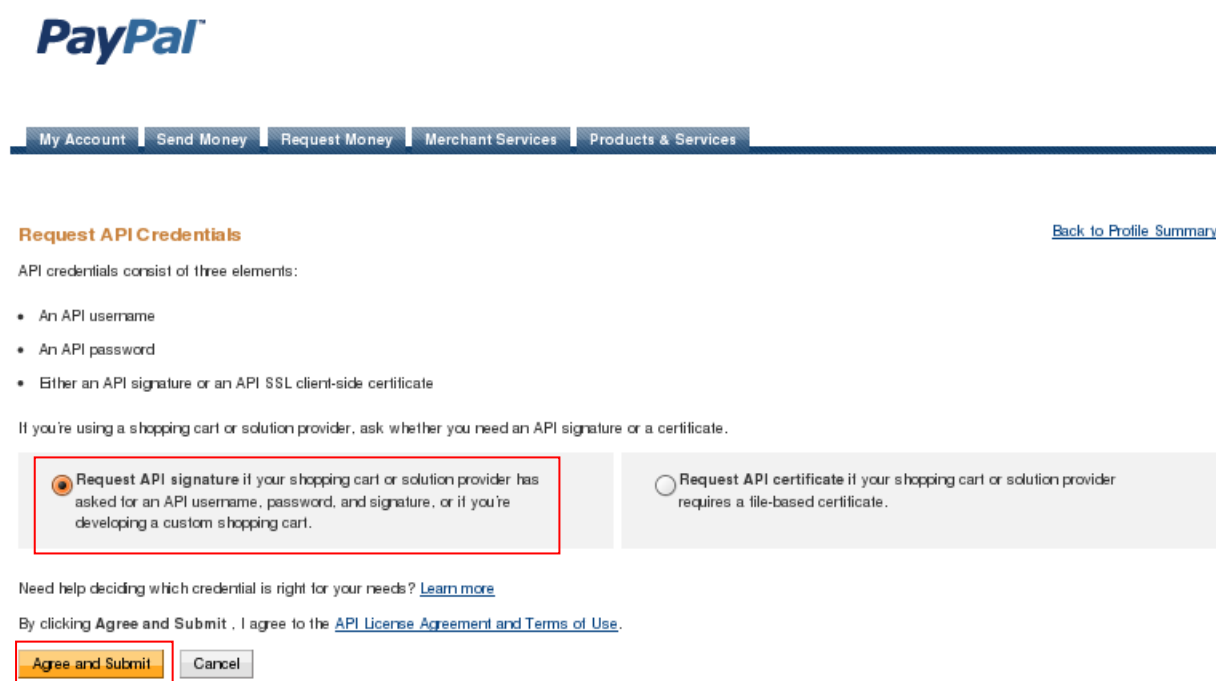 PayPal™
My Account Send Money Request Money Merchant Services Products & Services
Request API Credentials
Back to Profile Summary
API credentials consist of three elements:
• An API username
• An API password
• Either an API signature or an API SSL client-side certificate
If you're using a shopping cart or solution provider, ask whether you need an API signature or a certificate.
Request API signature if your shopping cart or solution provider has
asked for an API username, password, and signature, or if you're
developing a custom shopping cart.
Request API certificate if your shopping cart or solution provider
requires a file-based certificate.
Need help deciding which credential is right for your needs? Learn more
By clicking Agree and Submit , I agree to the API License Agreement and Terms of Use.
Agree and Submit Cancel